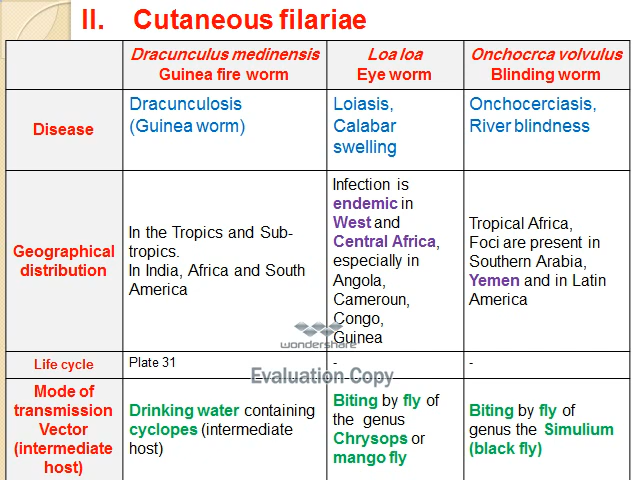 II. Cutaneous filariae
Dracunculus medinensis
Guinea fire worm
Loa loa
Eye worm
Onchocrca volvulus
Blinding worm
Disease
Dracunculosis
(Guinea worm)
Loiasis,
Calabar
swelling
Onchocerciasis,
River blindness
Geographical
distribution
In the Tropics and Sub-
tropics.
In India, Africa and South
America
Infection is
endemic in
West and
Central Africa,
especially in
Angola,
Cameroun,
Congo,
Guinea
Tropical Africa,
Foci are present in
Southern Arabia,
Yemen and in Latin
America
Life cycle
Plate 31
-
-
Mode of
transmission
Vector
(intermediate
host)
Drinking water containing
cyclopes (intermediate
host)
Biting by fly of
the genus
Chrysops or
mango fly
Biting by fly of
genus the Simulium
(black fly)
wondershare
Evaluation Copy